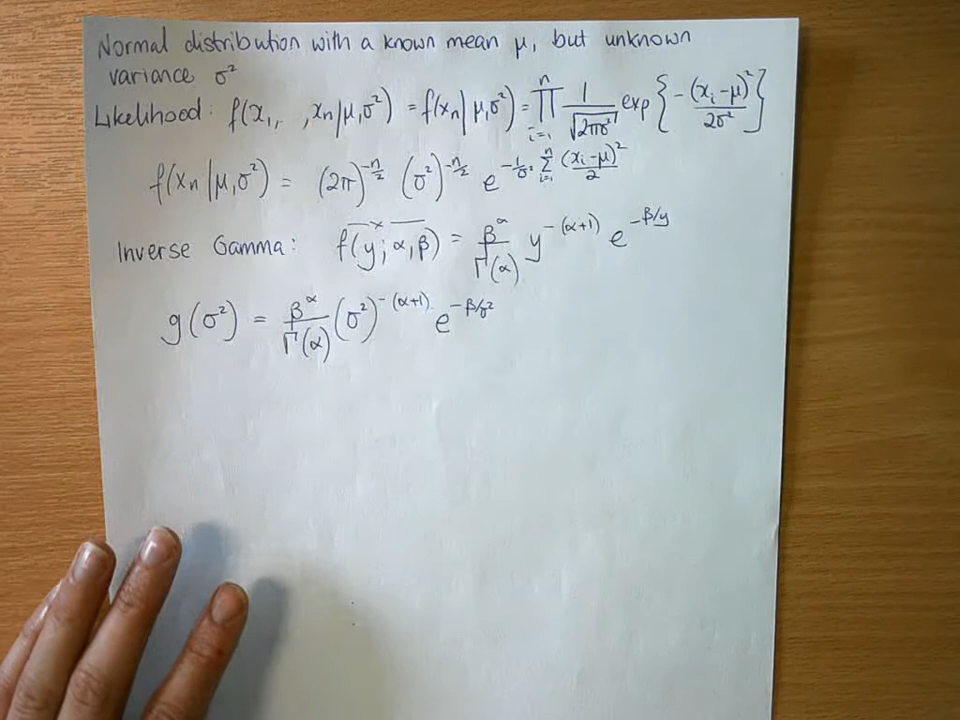 Normal distribution with a known mean μ, but unknown
variance σ²
Likelihood: f(x₁, , xₙ|μ,σ²) = f(xₙ|μ,σ²) = ∏ᵢ₌₁ⁿ 1/√(2πσ²) exp{-(xᵢ-μ)²/2σ²}
f(xₙ|μ,σ²) = (2π)^(-n/2) (σ²)^(-n/2) e^(-1/σ² ∑ᵢ₌₁ⁿ (xᵢ-μ)²/2)
Inverse Gamma: f(y; α, β) = β^α/Γ(α) y^(-(α+1)) e^(-β/y)
g(σ²) = β^α/Γ(α) (σ²)^(-(α+1)) e^(-β/σ²)